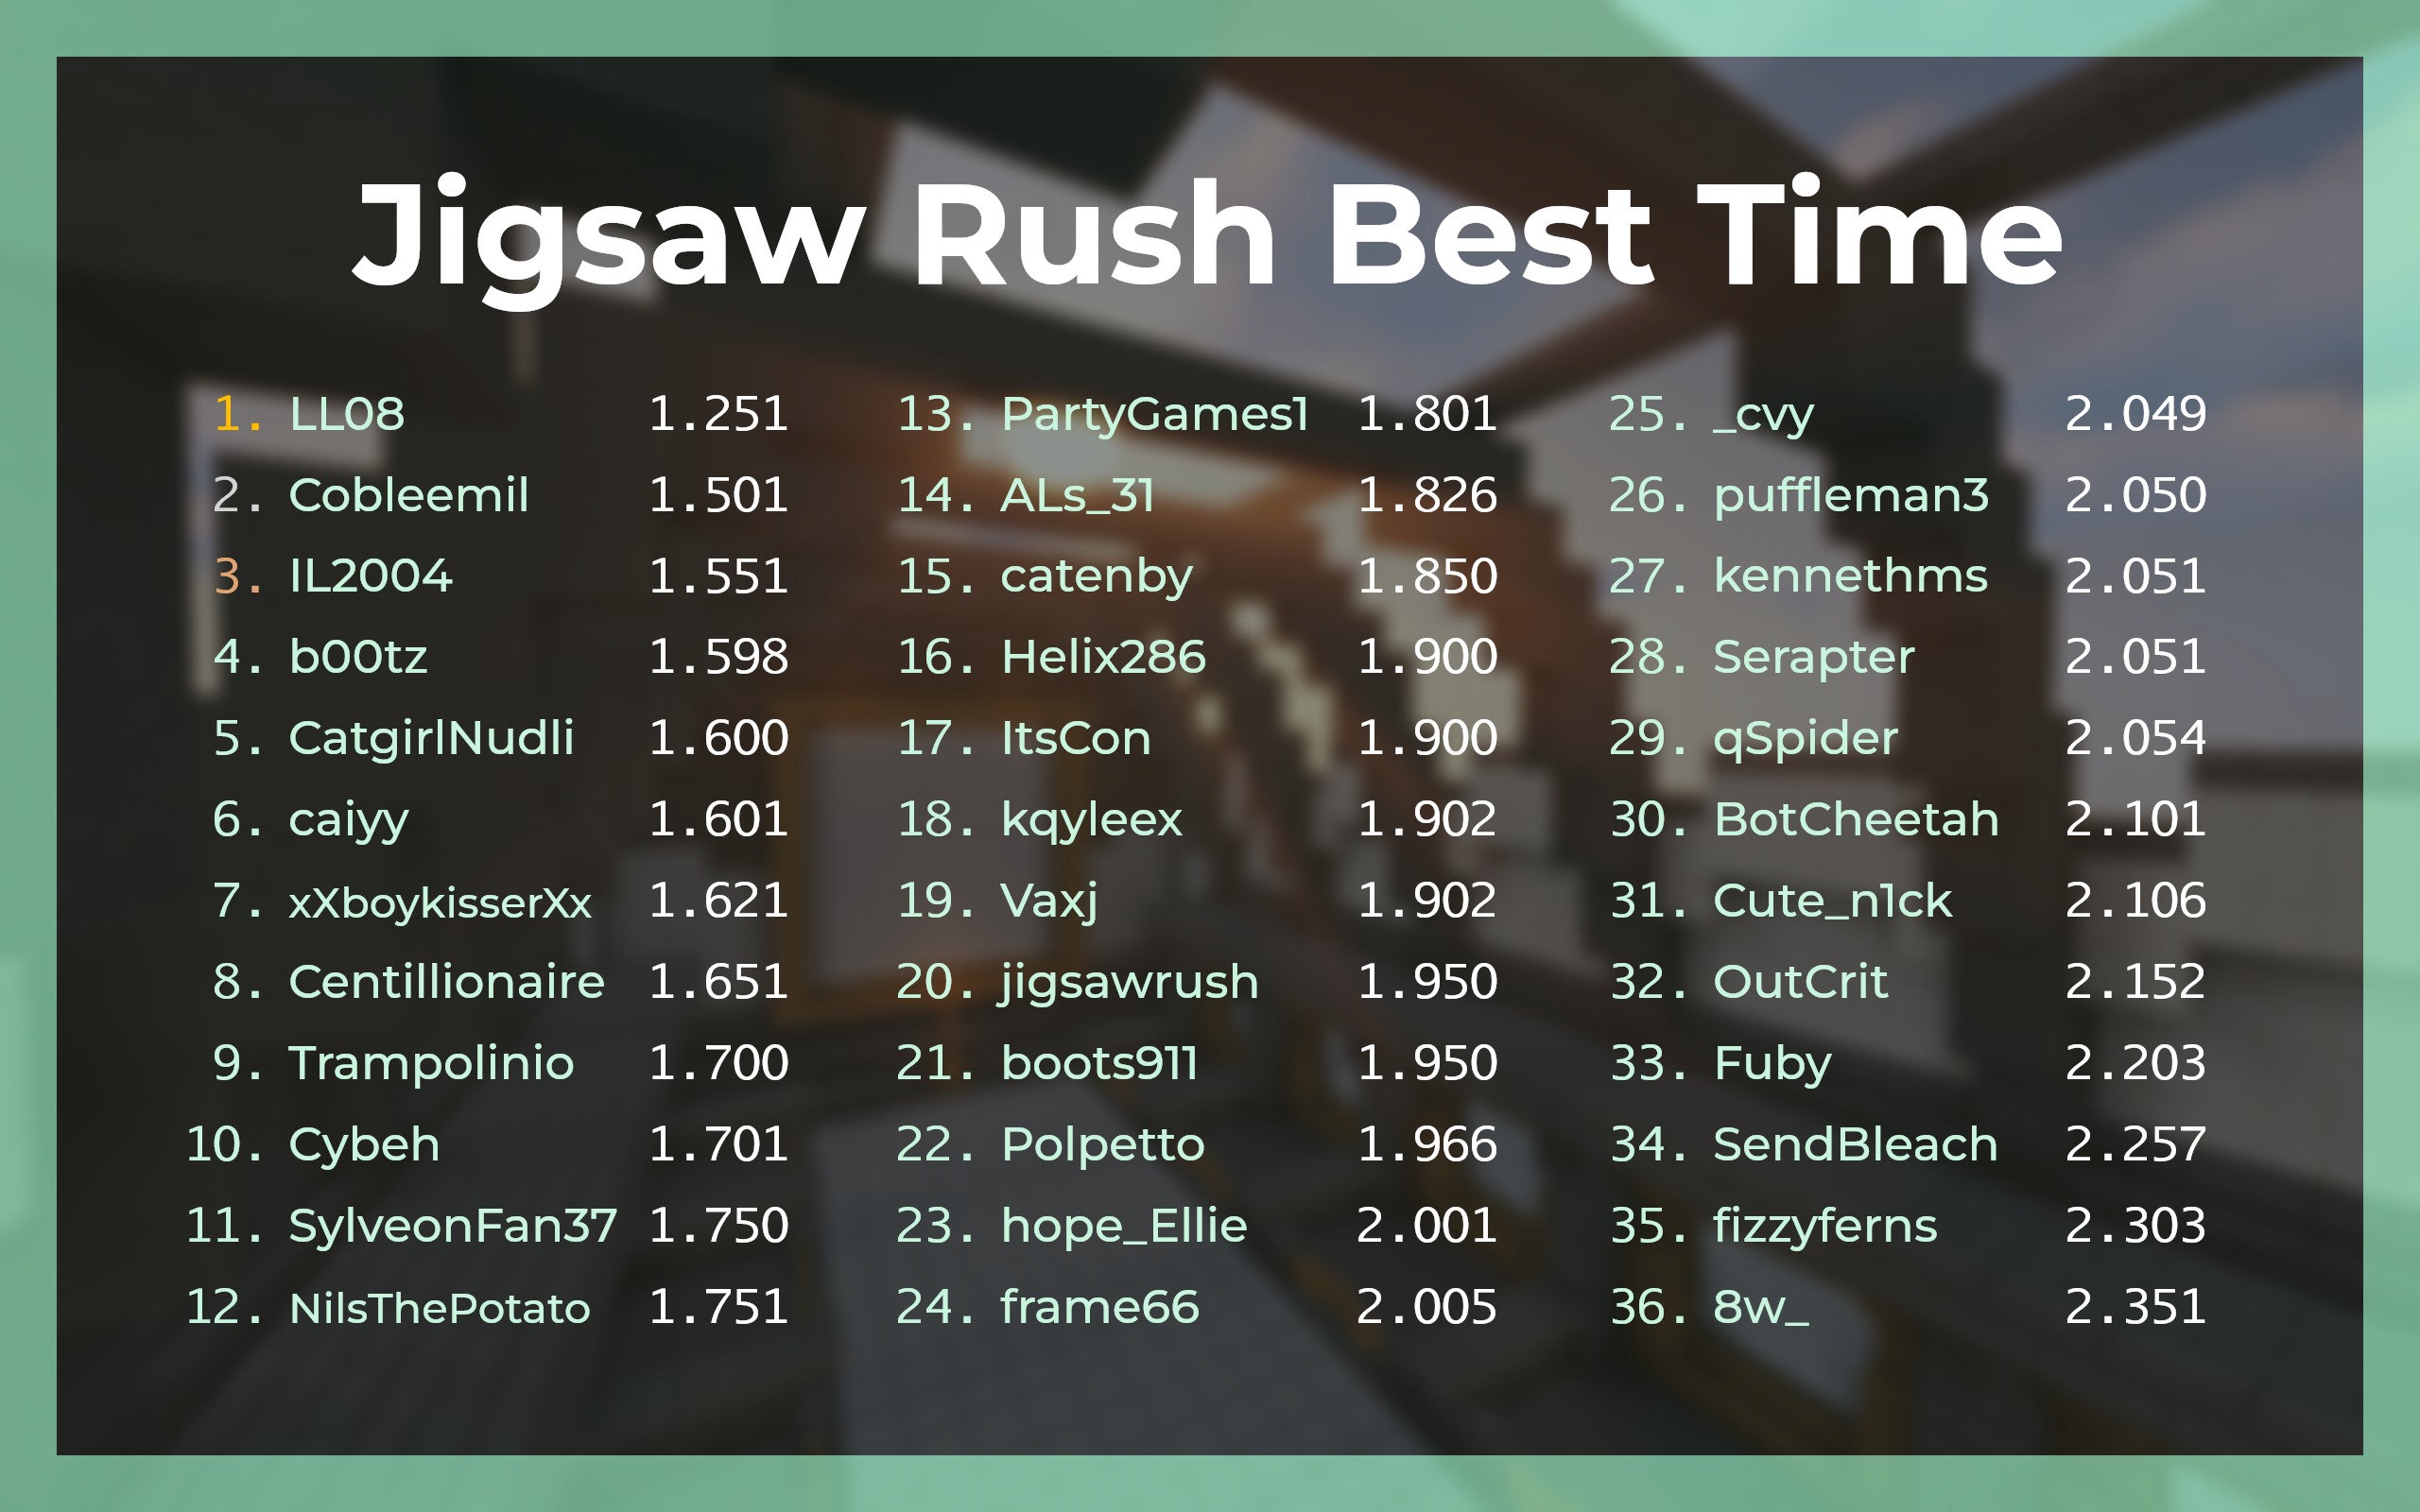 Jigsaw Rush Best Time
1. LL08 1.251
2. Cobleemil 1.501
3. IL2004 1.551
4. b00tz 1.598
5. CatgirlNudli 1.600
6. caiyy 1.601
7. xXboykisserXx 1.621
8. Centillionaire 1.651
9. Trampolinio 1.700
10. Cybeh 1.701
11. SylveonFan37 1.750
12. NilsThePotato 1.751
13. PartyGames1 1.801
14. ALs_31 1.826
15. catenby 1.850
16. Helix286 1.900
17. ItsCon 1.900
18. kqyleex 1.902
19. Vaxj 1.902
20. jigsawrush 1.950
21. boots911 1.950
22. Polpetto 1.966
23. hope_Ellie 2.001
24. frame66 2.005
25. _cvy 2.049
26. puffleman3 2.050
27. kennethms 2.051
28. Serapter 2.051
29. qSpider 2.054
30. BotCheetah 2.101
31. Cute_n1ck 2.106
32. OutCrit 2.152
33. Fuby 2.203
34. SendBleach 2.257
35. fizzyferns 2.303
36. 8w_ 2.351